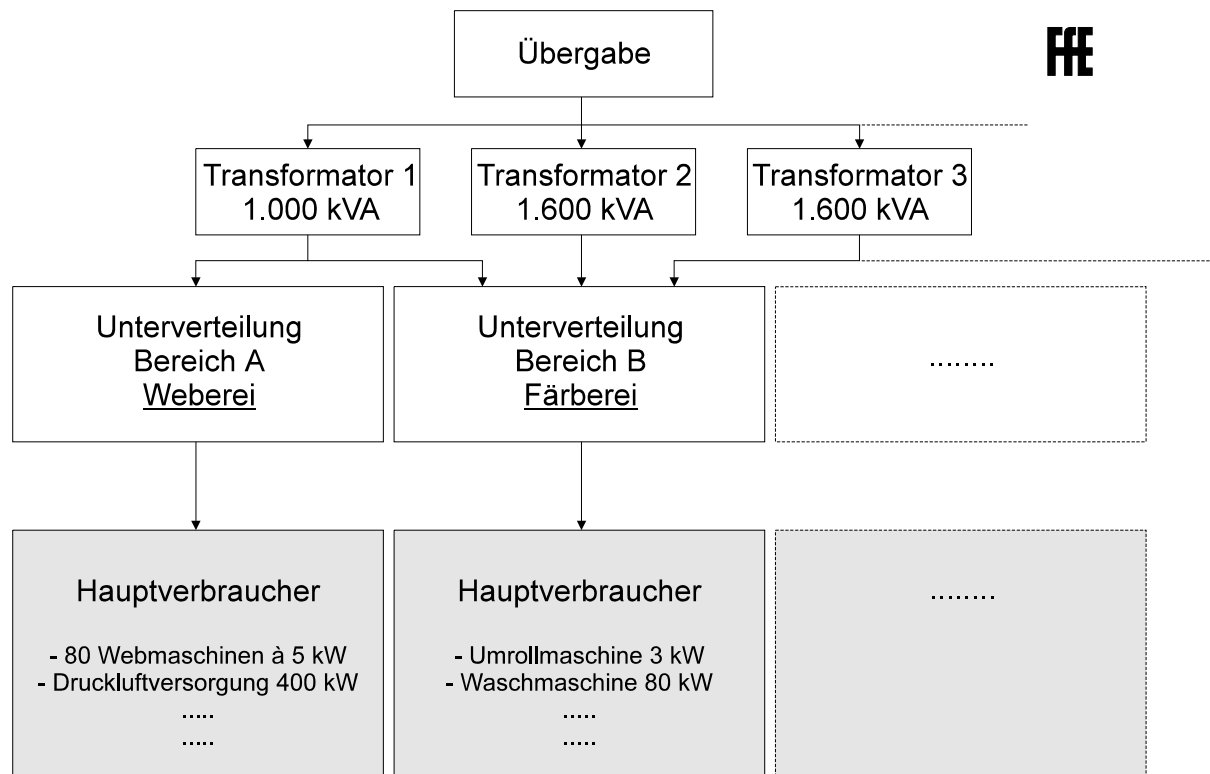 Übergabe
FfE
Transformator 1
1.000 kVA
Transformator 2
1.600 kVA
Transformator 3
1.600 kVA
Unterverteilung
Bereich A
Weberei
Unterverteilung
Bereich B
Färberei
........
Hauptverbraucher
- 80 Webmaschinen à 5 kW
- Druckluftversorgung 400 kW
.....
.....
Hauptverbraucher
- Umrollmaschine 3 kW
- Waschmaschine 80 kW
.....
.....
........